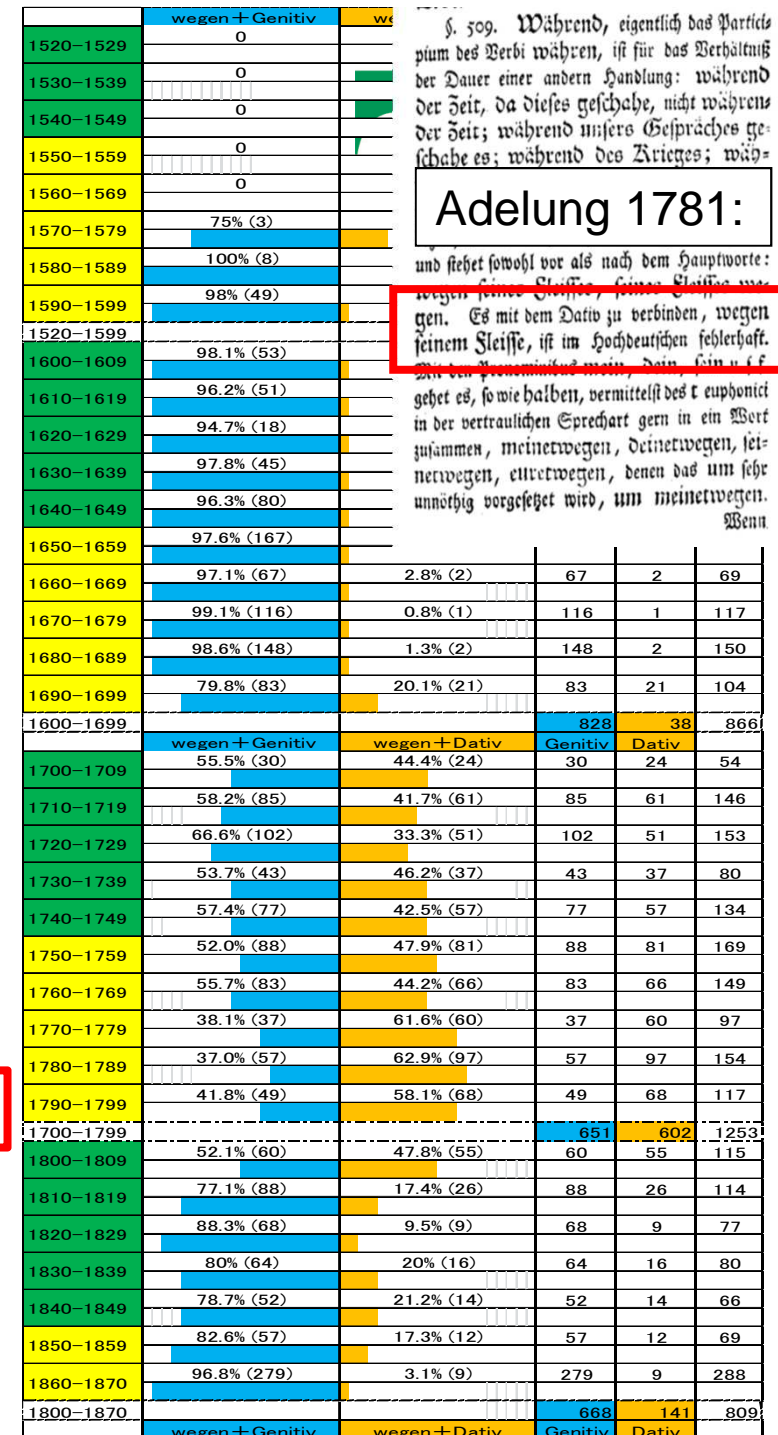 wegen+Genitiv we
1520-1529 0
1530-1539 0
1540-1549 0
1550-1559 0
1560-1569 0
1570-1579 75% (3)
1580-1589 100% (8)
1590-1599 98% (49)
1520-1599
1600-1609 98.1% (53)
1610-1619 96.2% (51)
1620-1629 94.7% (18)
1630-1639 97.8% (45)
1640-1649 96.3% (80)
1650-1659 97.6% (167)
§. 509. Während, eigentlich das Partici⸗
pium des Verbi währen, ist für das Verhältniß
der Dauer einer andern Handlung: während
der Zeit, da dieses geschahe, nicht währens
der Zeit; während unsers Gespräches ge⸗
schahe es; während des Krieges; wäh⸗
Adelung 1781:
und stehet sowohl vor als nach dem Hauptworte:
wegen seines Fleisses, seines Fleisses we⸗
gen. Es mit dem Dativ zu verbinden, wegen
seinem Fleisse, ist im Hochdeutschen fehlerhaft.
Mit den Pronominibus mein, dein, sein u. s. f.
gehet es, so wie halben, vermittelst des t euphonici
in der vertraulichen Sprechart gern in ein Wort
zusammen, meinetwegen, deinetwegen, sei⸗
netwegen, euretwegen, denen das um sehr
unnöthig vorgesetzet wird, um meinetwegen.
Wenn
1660-1669 97.1% (67) 2.8% (2) 67 2 69
1670-1679 99.1% (116) 0.8% (1) 116 1 117
1680-1689 98.6% (148) 1.3% (2) 148 2 150
1690-1699 79.8% (83) 20.1% (21) 83 21 104
1600-1699 828 38 866
wegen+Genitiv wegen+Dativ Genitiv Dativ
1700-1709 55.5% (30) 44.4% (24) 30 24 54
1710-1719 58.2% (85) 41.7% (61) 85 61 146
1720-1729 66.6% (102) 33.3% (51) 102 51 153
1730-1739 53.7% (43) 46.2% (37) 43 37 80
1740-1749 57.4% (77) 42.5% (57) 77 57 134
1750-1759 52.0% (88) 47.9% (81) 88 81 169
1760-1769 55.7% (83) 44.2% (66) 83 66 149
1770-1779 38.1% (37) 61.6% (60) 37 60 97
1780-1789 37.0% (57) 62.9% (97) 57 97 154
1790-1799 41.8% (49) 58.1% (68) 49 68 117
1700-1799 651 602 1253
1800-1809 52.1% (60) 47.8% (55) 60 55 115
1810-1819 77.1% (88) 17.4% (26) 88 26 114
1820-1829 88.3% (68) 9.5% (9) 68 9 77
1830-1839 80% (64) 20% (16) 64 16 80
1840-1849 78.7% (52) 21.2% (14) 52 14 66
1850-1859 82.6% (57) 17.3% (12) 57 12 69
1860-1870 96.8% (279) 3.1% (9) 279 9 288
1800-1870 668 141 809
wegen+Genitiv wegen+Dativ Genitiv Dativ